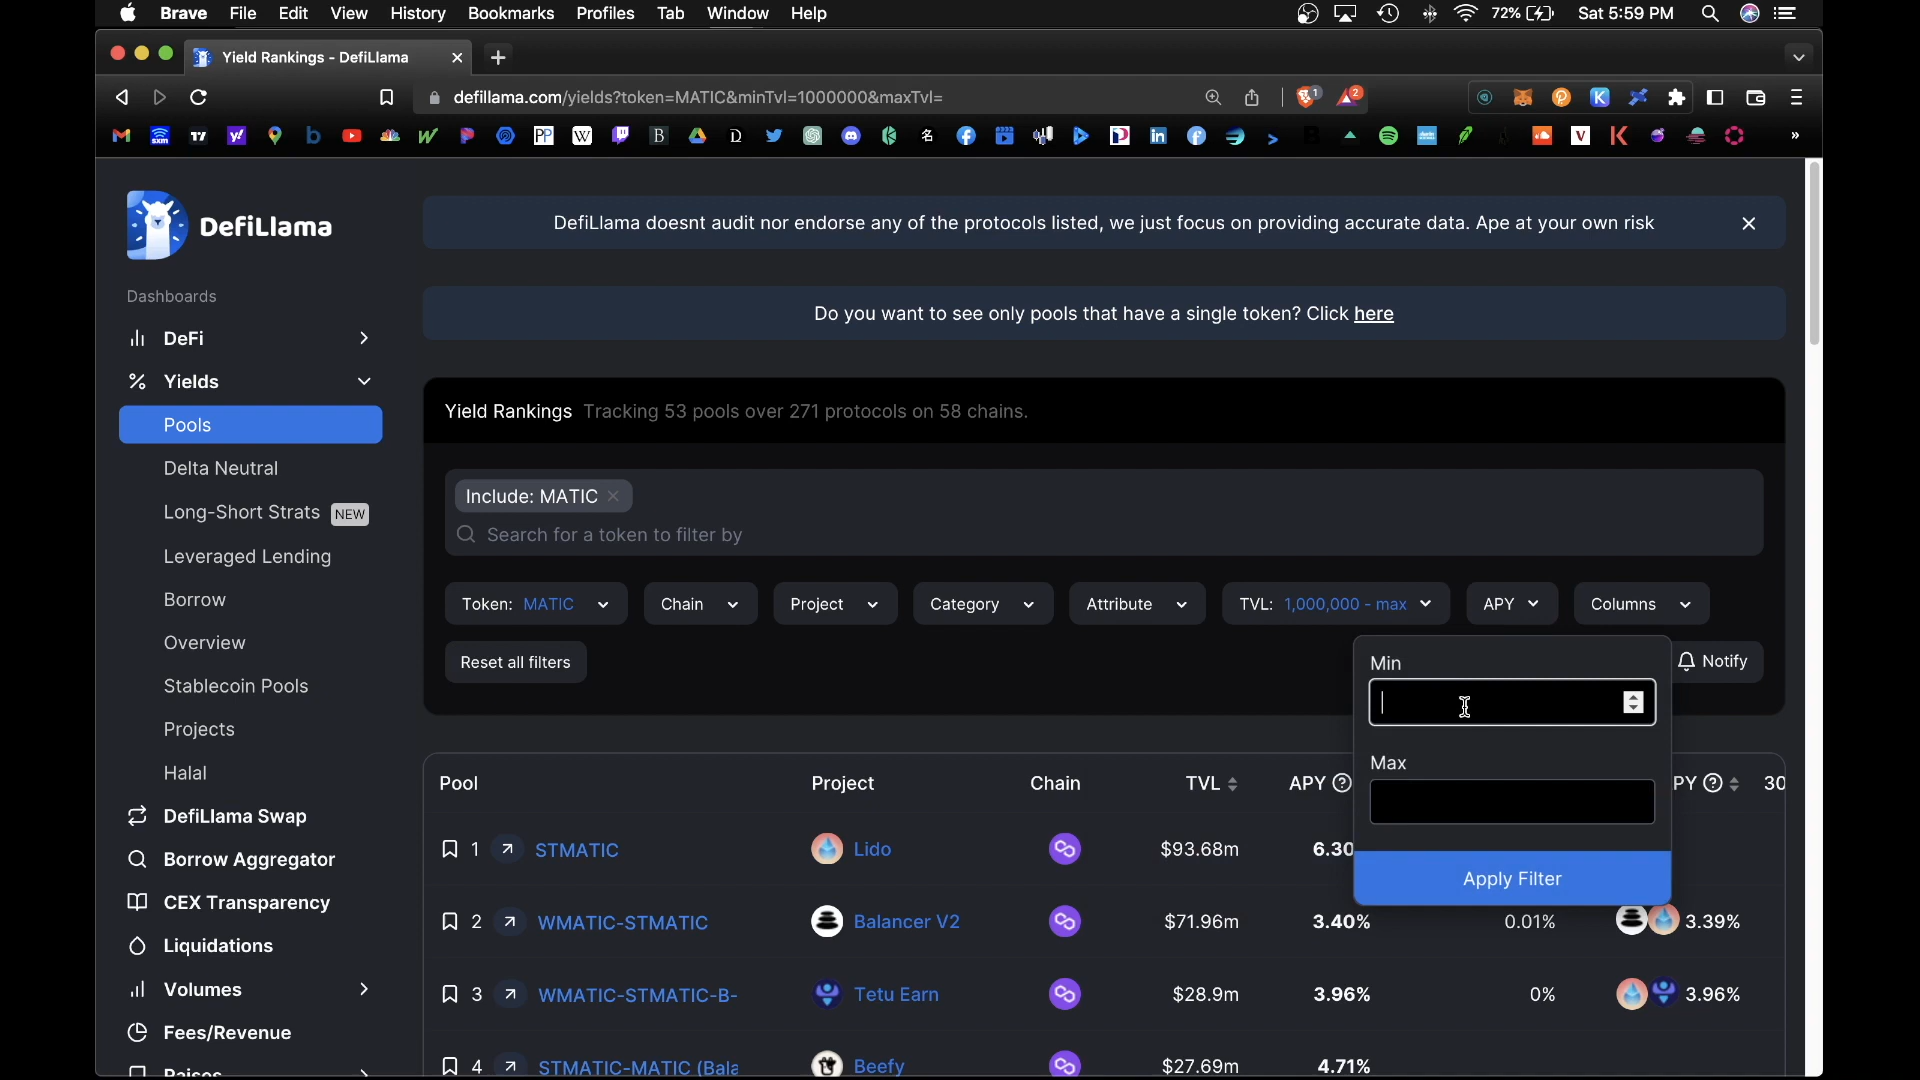 Brave File Edit View History Bookmarks Profiles Tab Window Help 72% Sat 5:59 PM
Yield Rankings - DefiLlama
defillama.com/yields?token=MATIC&minTvl=1000000&maxTvl=
1 2
DefiLlama
DefiLlama doesnt audit nor endorse any of the protocols listed, we just focus on providing accurate data. Ape at your own risk
Do you want to see only pools that have a single token? Click here
Dashboards
DeFi
Yields
Pools
Delta Neutral
Long-Short Strats NEW
Leveraged Lending
Borrow
Overview
Stablecoin Pools
Projects
Halal
DefiLlama Swap
Borrow Aggregator
CEX Transparency
Liquidations
Volumes
Fees/Revenue
Raises
Yield Rankings Tracking 53 pools over 271 protocols on 58 chains.
Include: MATIC
Search for a token to filter by
Token: MATIC Chain Project Category Attribute TVL: 1,000,000 - max APY Columns
Reset all filters
Notify
Min
Max
Apply Filter
Pool Project Chain TVL APY PY 30
1 STMATIC Lido $93.68m 6.30
2 WMATIC-STMATIC Balancer V2 $71.96m 3.40% 0.01% 3.39%
3 WMATIC-STMATIC-B- Tetu Earn $28.9m 3.96% 0% 3.96%
4 STMATIC-MATIC (Bala Beefy $27.69m 4.71%